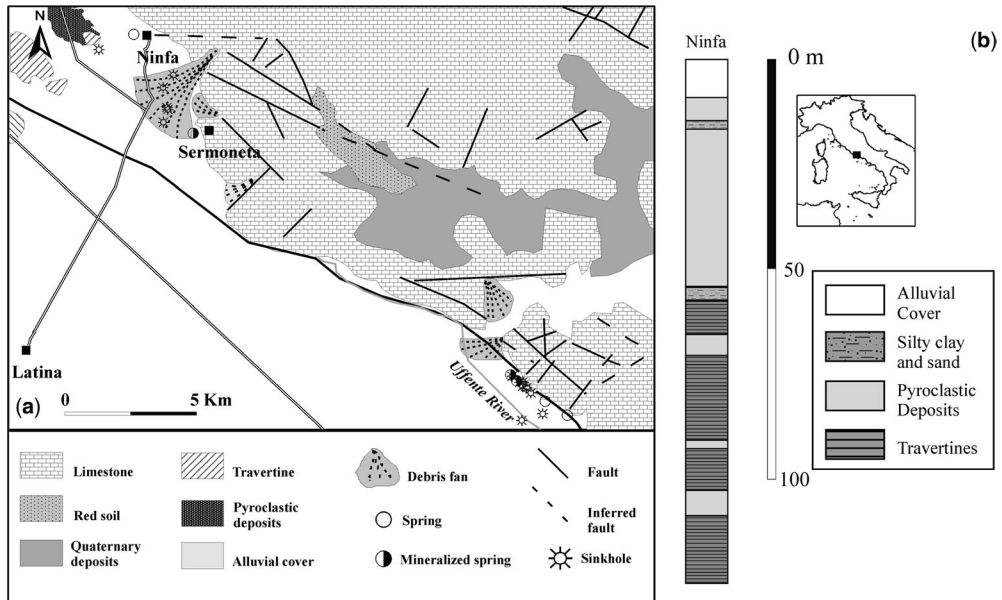 N
Ninfa
Sermoneta
Latina
Uffente River
(a)
0 5 Km
Limestone
Red soil
Quaternary
deposits
Travertine
Pyroclastic
deposits
Alluvial cover
Debris fan
Spring
Mineralized spring
Fault
Inferred
fault
Sinkhole
Ninfa
0 m
(b)
50
100
Alluvial
Cover
Silty clay
and sand
Pyroclastic
Deposits
Travertines